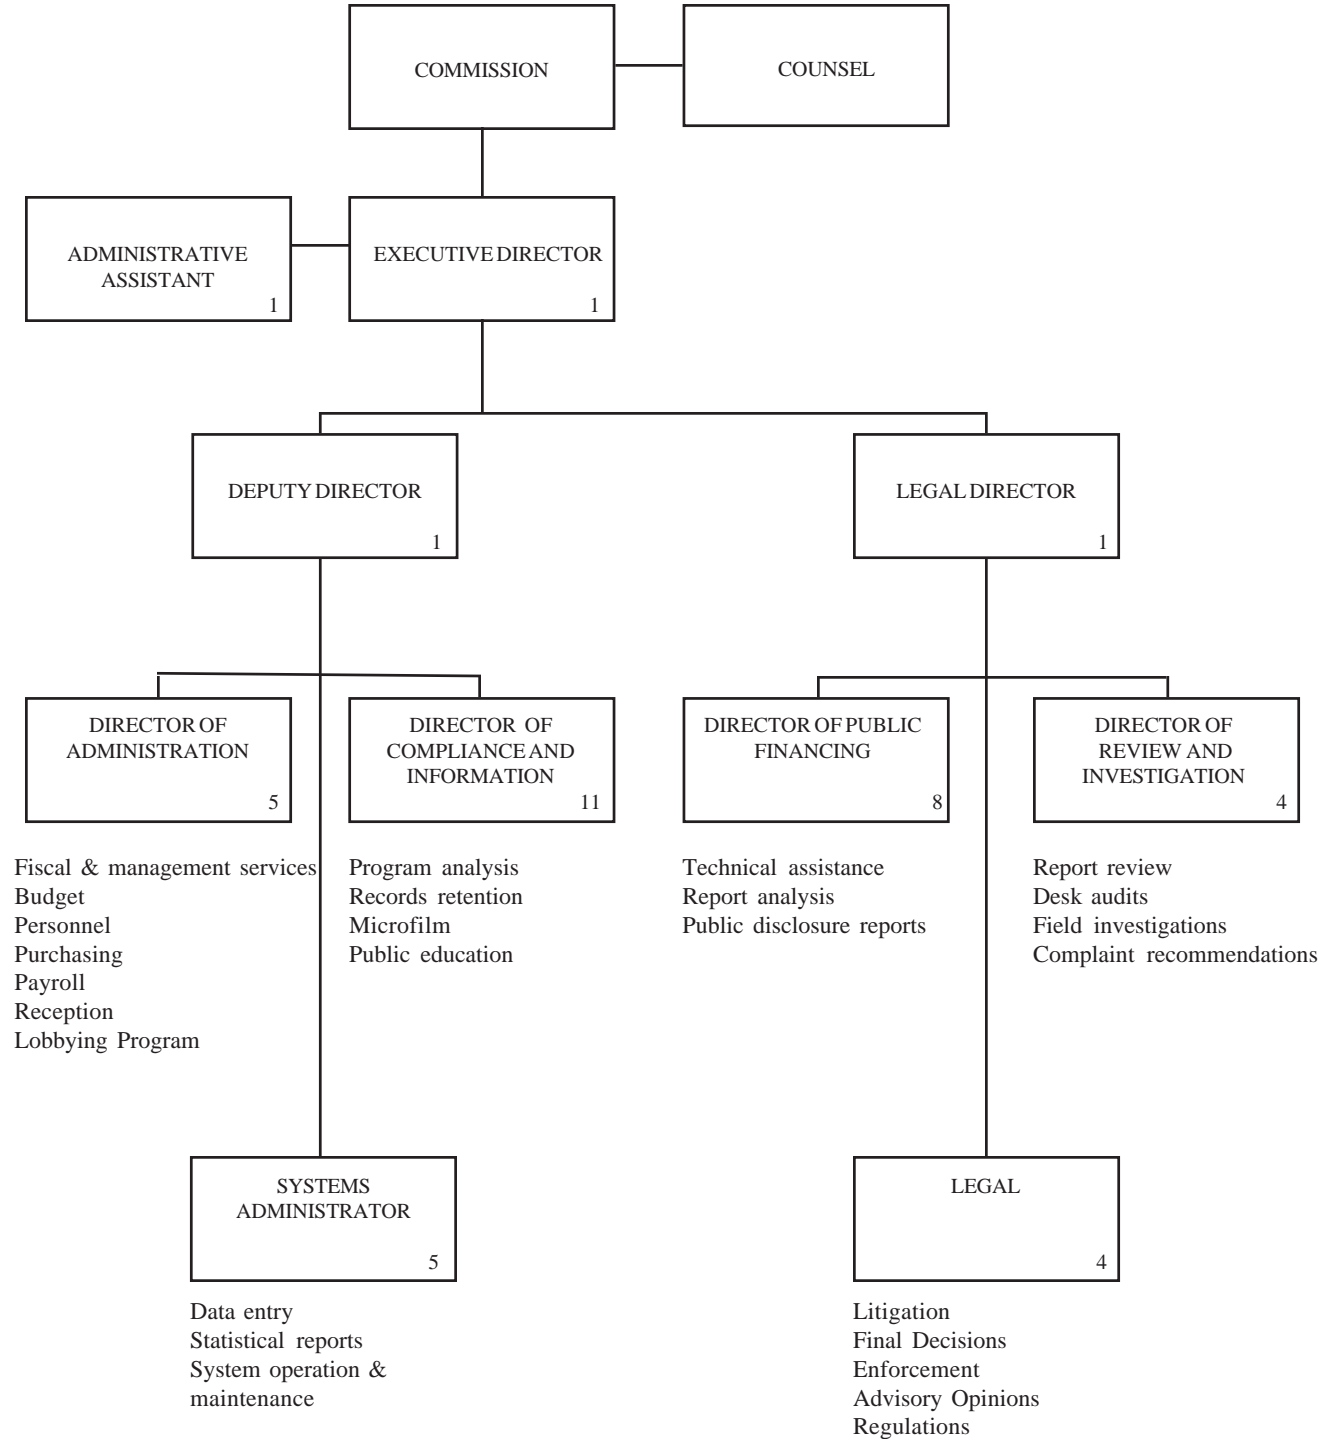 COMMISSION
COUNSEL
ADMINISTRATIVE
ASSISTANT
1
EXECUTIVE DIRECTOR
1
DEPUTY DIRECTOR
1
LEGAL DIRECTOR
1
DIRECTOR OF
ADMINISTRATION
5
DIRECTOR OF
COMPLIANCE AND
INFORMATION
11
DIRECTOR OF PUBLIC
FINANCING
8
DIRECTOR OF
REVIEW AND
INVESTIGATION
4
Fiscal & management services
Budget
Personnel
Purchasing
Payroll
Reception
Lobbying Program
Program analysis
Records retention
Microfilm
Public education
Technical assistance
Report analysis
Public disclosure reports
Report review
Desk audits
Field investigations
Complaint recommendations
SYSTEMS
ADMINISTRATOR
5
Data entry
Statistical reports
System operation &
maintenance
LEGAL
4
Litigation
Final Decisions
Enforcement
Advisory Opinions
Regulations